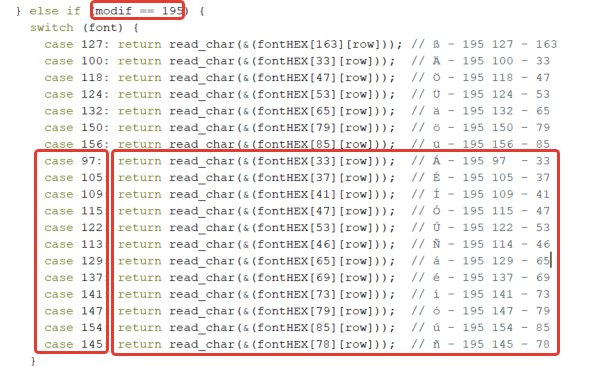 } else if (modif == 195) {
switch (font) {
case 127: return read_char(&(fontHEX[163][row])); // ß - 195 127 - 163
case 100: return read_char(&(fontHEX[33][row])); // Ä - 195 100 - 33
case 118: return read_char(&(fontHEX[47][row])); // Ö - 195 118 - 47
case 124: return read_char(&(fontHEX[53][row])); // Ü - 195 124 - 53
case 132: return read_char(&(fontHEX[65][row])); // ä - 195 132 - 65
case 150: return read_char(&(fontHEX[79][row])); // ö - 195 150 - 79
case 156: return read_char(&(fontHEX[85][row])); // ü - 195 156 - 85
case 97: return read_char(&(fontHEX[33][row])); // Á - 195 97 - 33
case 105: return read_char(&(fontHEX[37][row])); // É - 195 105 - 37
case 109: return read_char(&(fontHEX[41][row])); // Í - 195 109 - 41
case 115: return read_char(&(fontHEX[47][row])); // Ó - 195 115 - 47
case 122: return read_char(&(fontHEX[53][row])); // Ú - 195 122 - 53
case 113: return read_char(&(fontHEX[46][row])); // Ñ - 195 114 - 46
case 129: return read_char(&(fontHEX[65][row])); // á - 195 129 - 65
case 137: return read_char(&(fontHEX[69][row])); // é - 195 137 - 69
case 141: return read_char(&(fontHEX[73][row])); // í - 195 141 - 73
case 147: return read_char(&(fontHEX[79][row])); // ó - 195 147 - 79
case 154: return read_char(&(fontHEX[85][row])); // ú - 195 154 - 85
case 145: return read_char(&(fontHEX[78][row])); // ñ - 195 145 - 78
}